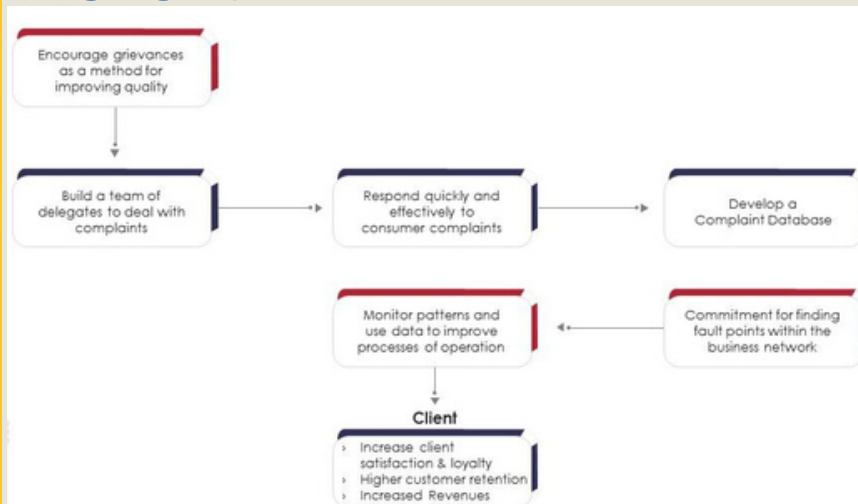 Encourage grievances
as a method for
improving quality
Build a team of
delegates to deal with
complaints
Respond quickly and
effectively to
consumer complaints
Develop a
Complaint Database
Monitor patterns and
use data to improve
processes of operation
Commitment for finding
fault points within the
business network
Client
› Increase client
satisfaction & loyalty
› Higher customer retention
› Increased Revenues